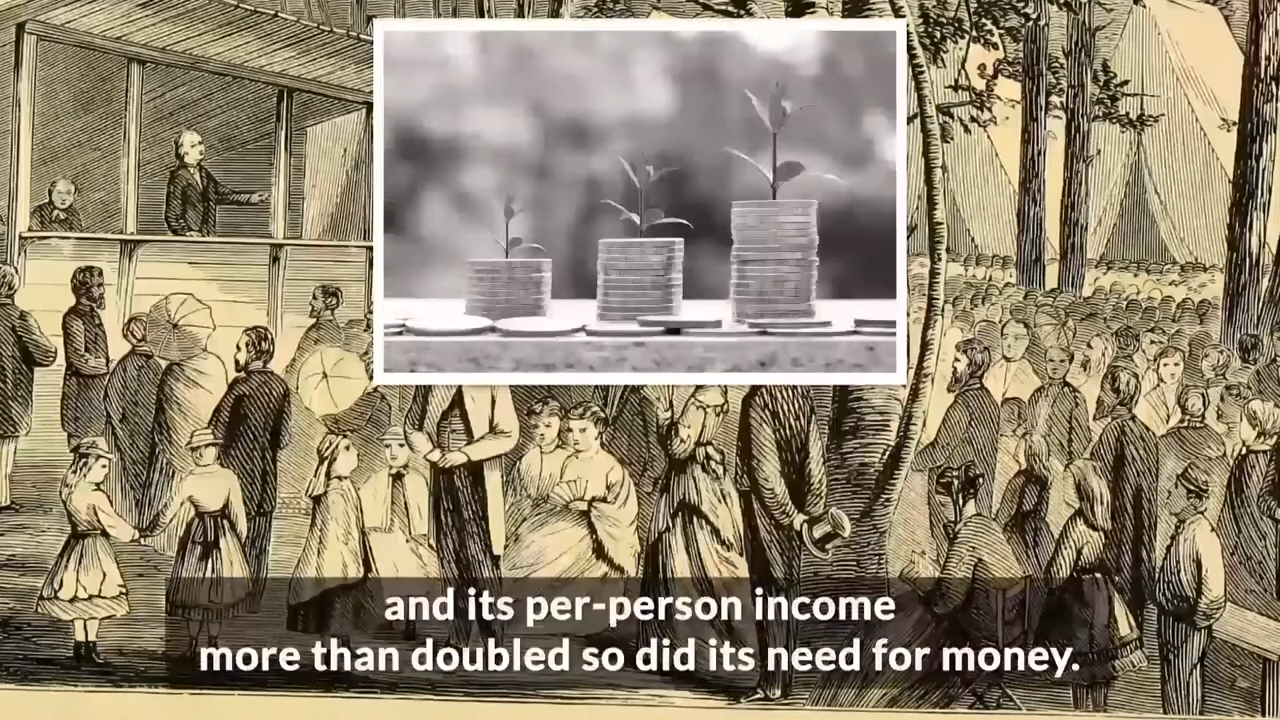 and its per-person income
more than doubled so did its need for money.